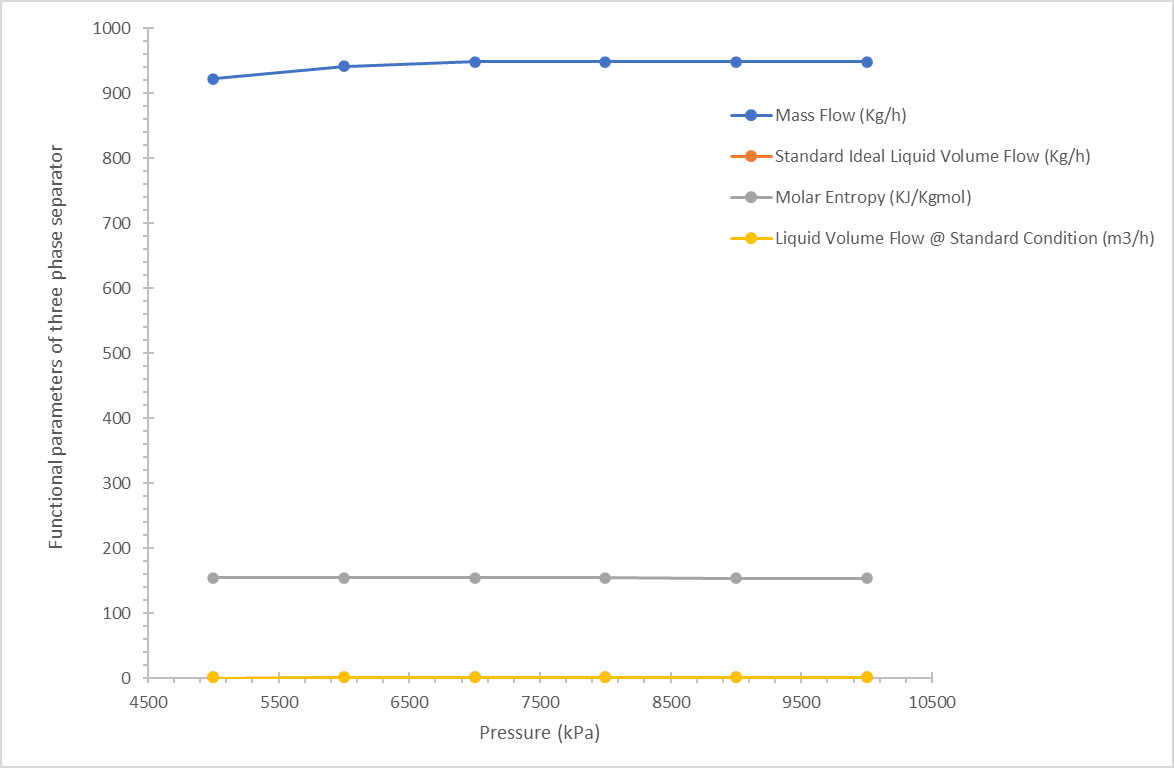 Functional parameters of three phase separator
1000
900
800
700
600
500
400
300
200
100
0
4500 5500 6500 7500 8500 9500 10500
Pressure (kPa)
Mass Flow (Kg/h)
Standard Ideal Liquid Volume Flow (Kg/h)
Molar Entropy (KJ/Kgmol)
Liquid Volume Flow @ Standard Condition (m3/h)